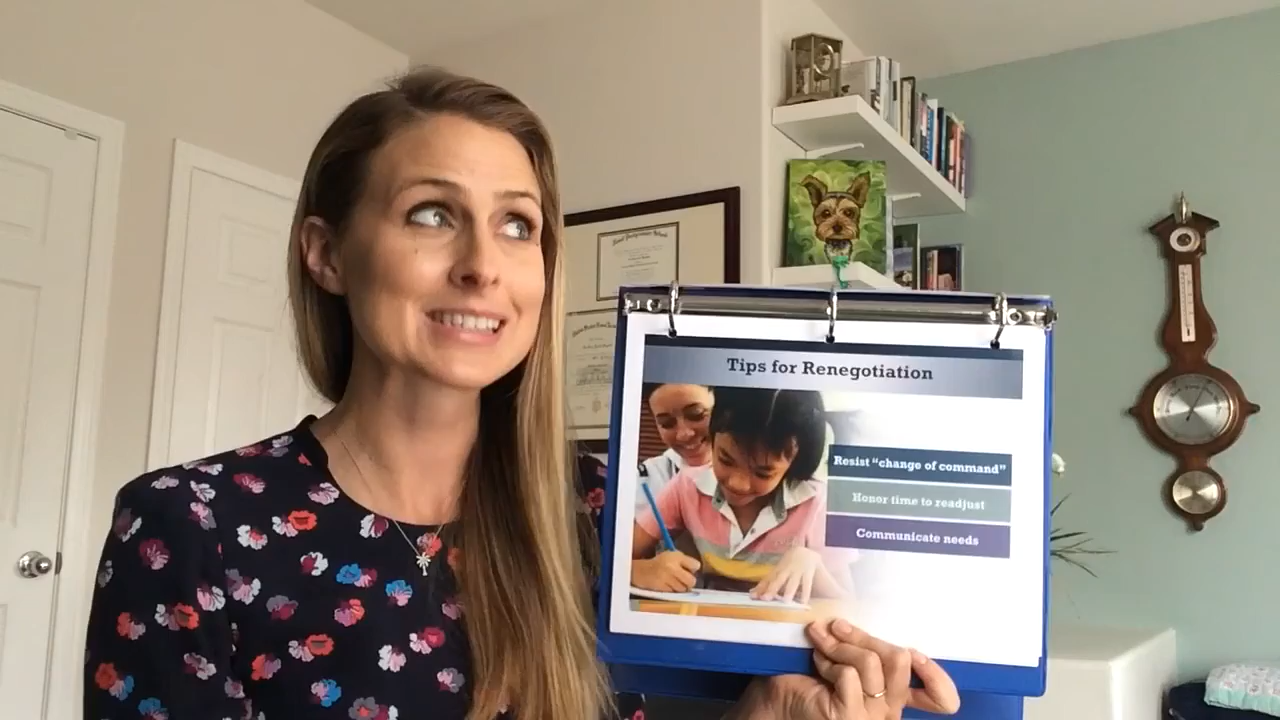 Tips for Renegotiation
Resist “change of command”
Honor time to readjust
Communicate needs